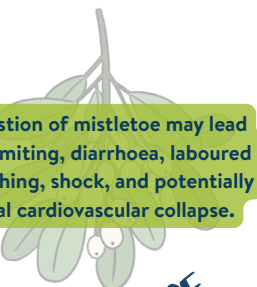 stion of mistletoe may lead
miting, diarrhoea, laboured
hing, shock, and potentially
al cardiovascular collapse.